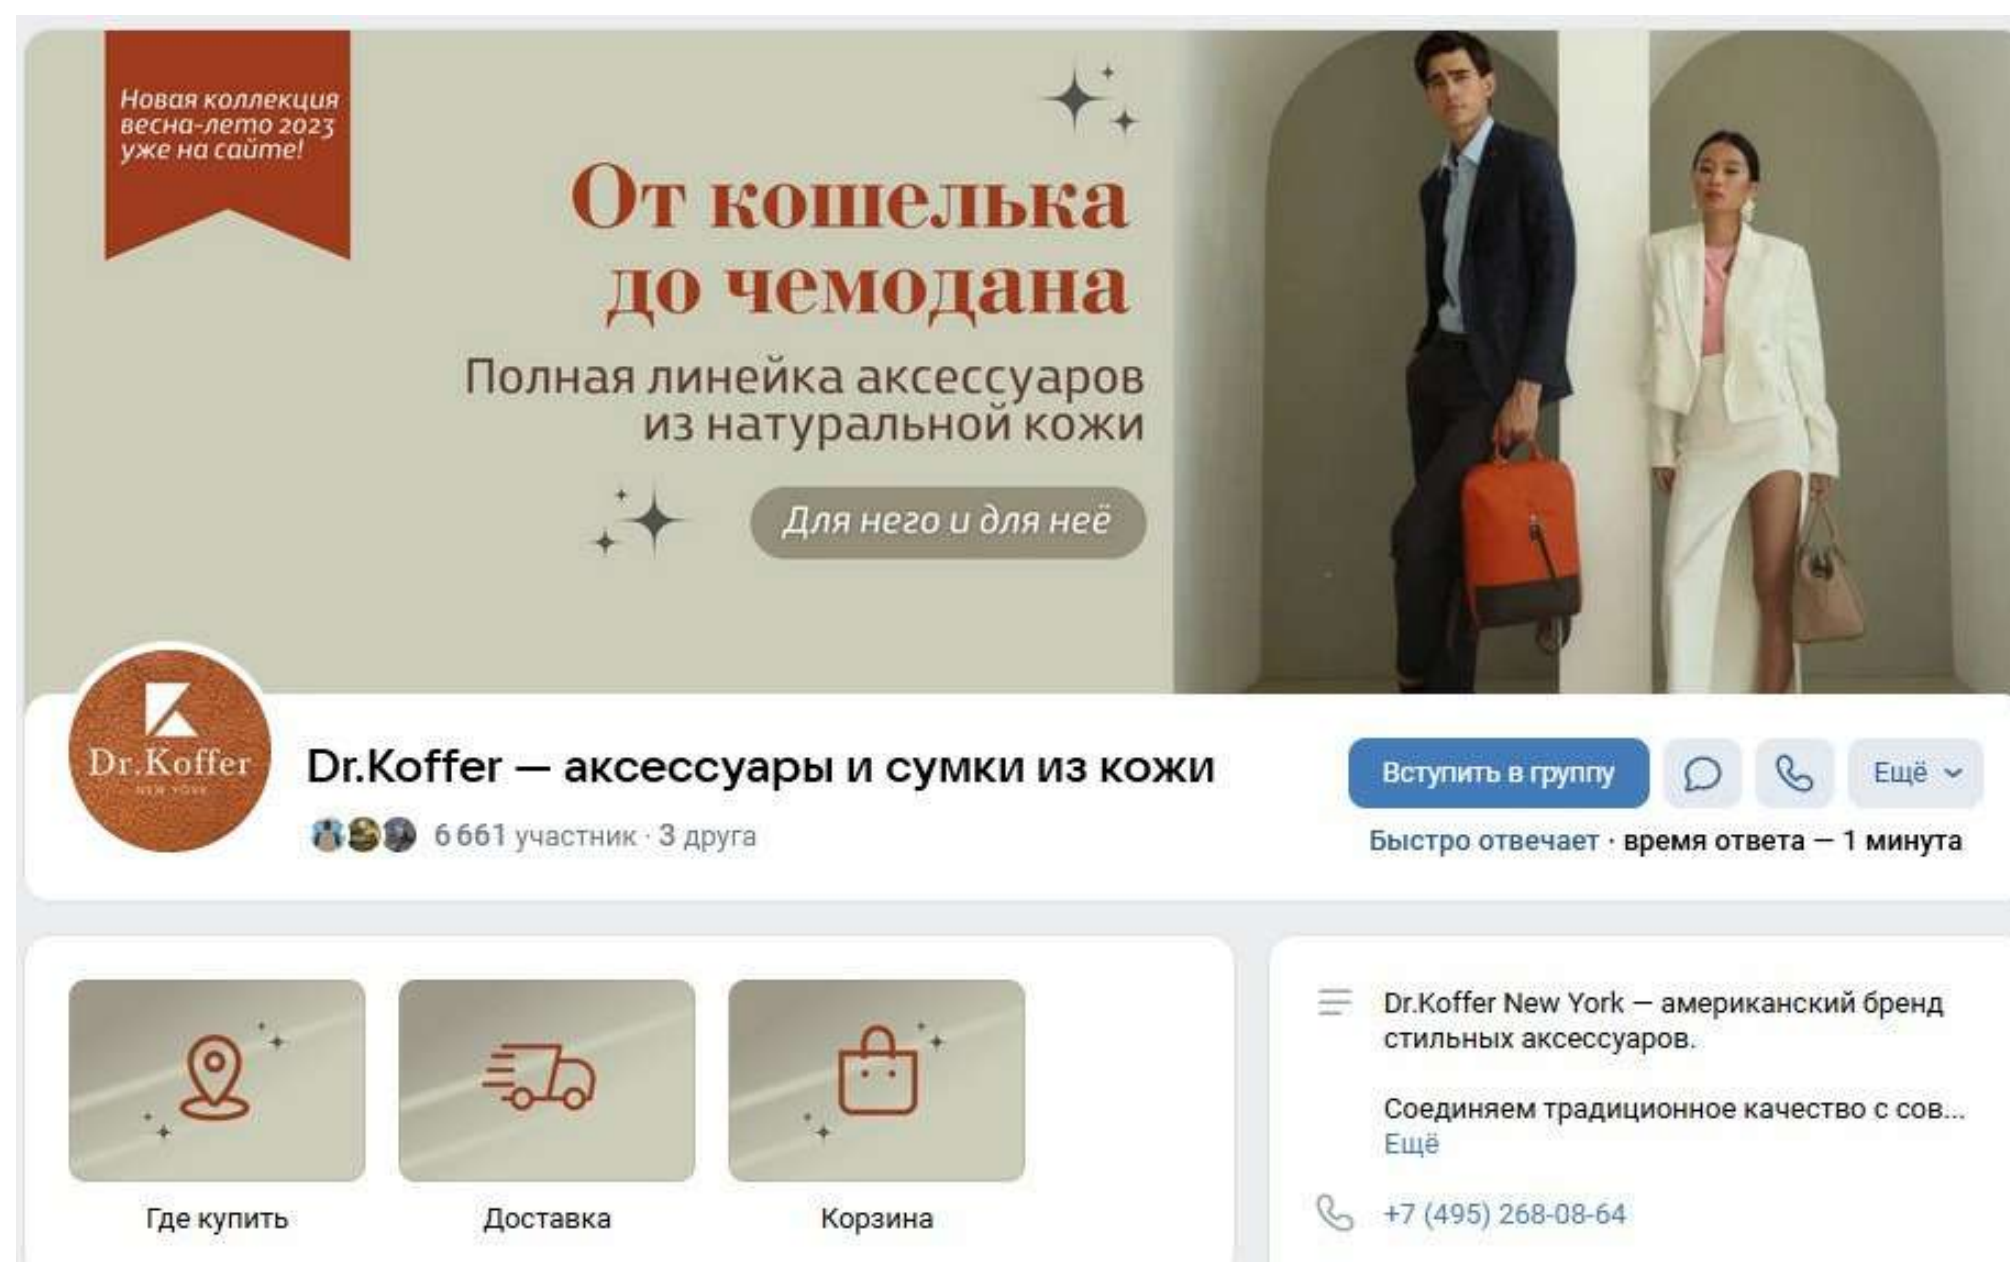 Новая коллекция
весна-лето 2023
уже на сайте!
От кошелька
до чемодана
Полная линейка аксессуаров
из натуральной кожи
Для него и для неё
Dr.Koffer
NEW YORK
Dr.Koffer — аксессуары и сумки из кожи
6 661 участник · 3 друга
Вступить в группу
Ещё
Быстро отвечает · время ответа — 1 минута
Где купить
Доставка
Корзина
Dr.Koffer New York — американский бренд
стильных аксессуаров.
Соединяем традиционное качество с сов...
Ещё
+7 (495) 268-08-64